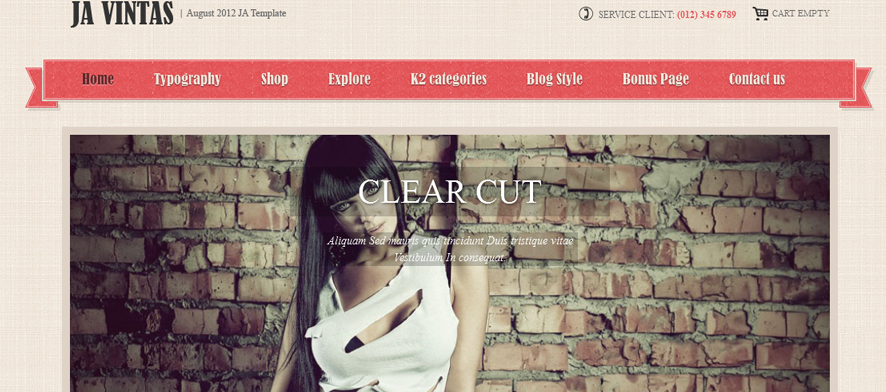 JA VINTAS | August 2012 JA Template
SERVICE CLIENT: (012) 345 6789 CART EMPTY
Home Typography Shop Explore K2 categories Blog Style Bonus Page Contact us
CLEAR CUT
Aliquam Sed mauris quis tincidunt Duis tristique vitae
Vestibulum In consequat